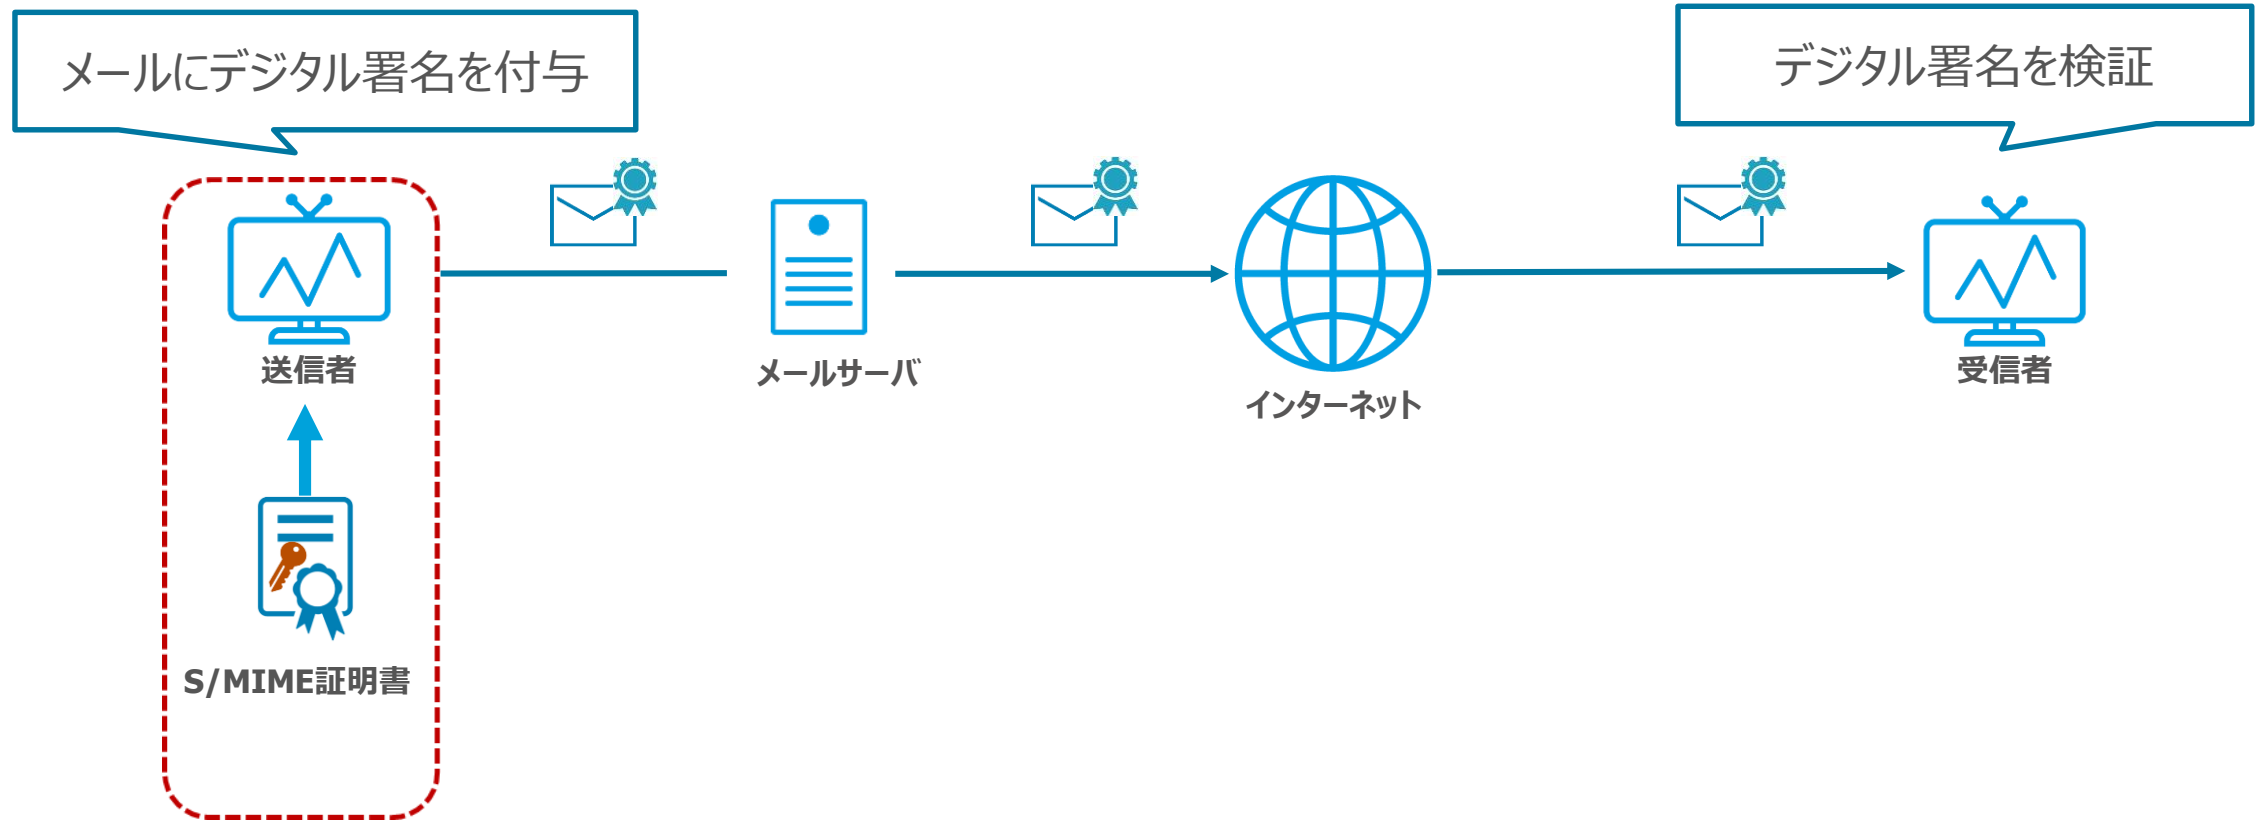 メールにデジタル署名を付与
デジタル署名を検証
送信者
メールサーバ
インターネット
受信者
S/MIME証明書